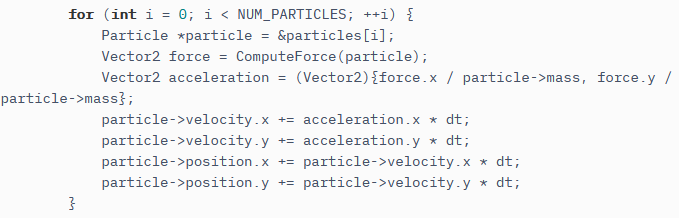 for (int i = 0; i < NUM_PARTICLES; ++i) {
Particle *particle = &particles[i];
Vector2 force = ComputeForce(particle);
Vector2 acceleration = (Vector2){force.x / particle->mass, force.y /
particle->mass};
particle->velocity.x += acceleration.x * dt;
particle->velocity.y += acceleration.y * dt;
particle->position.x += particle->velocity.x * dt;
particle->position.y += particle->velocity.y * dt;
}